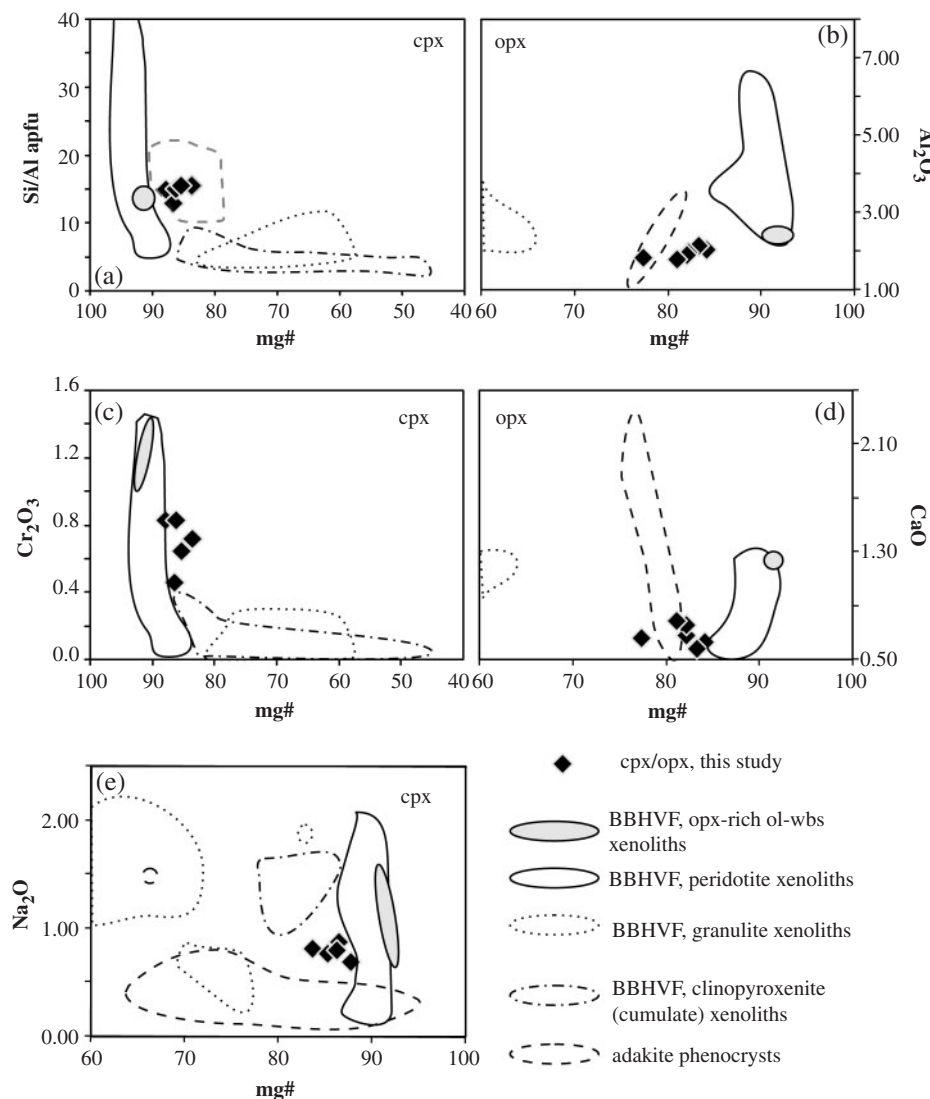 40
30
20
10
0
Si/Al apfu
cpx
(a)
100 90 80 70 60 50 40
mg#
opx
(b)
7.00
5.00
3.00
1.00
Al2O3
60 70 80 90 100
mg#
1.6
1.2
0.8
0.4
0.0
Cr2O3
(c)
cpx
100 90 80 70 60 50 40
mg#
opx
(d)
2.10
1.30
0.50
CaO
60 70 80 90 100
mg#
(e)
cpx
2.00
1.00
0.00
Na2O
60 70 80 90 100
mg#
cpx/opx, this study
BBHVF, opx-rich ol-wbs
xenoliths
BBHVF, peridotite xenoliths
BBHVF, granulite xenoliths
BBHVF, clinopyroxenite
(cumulate) xenoliths
adakite phenocrysts